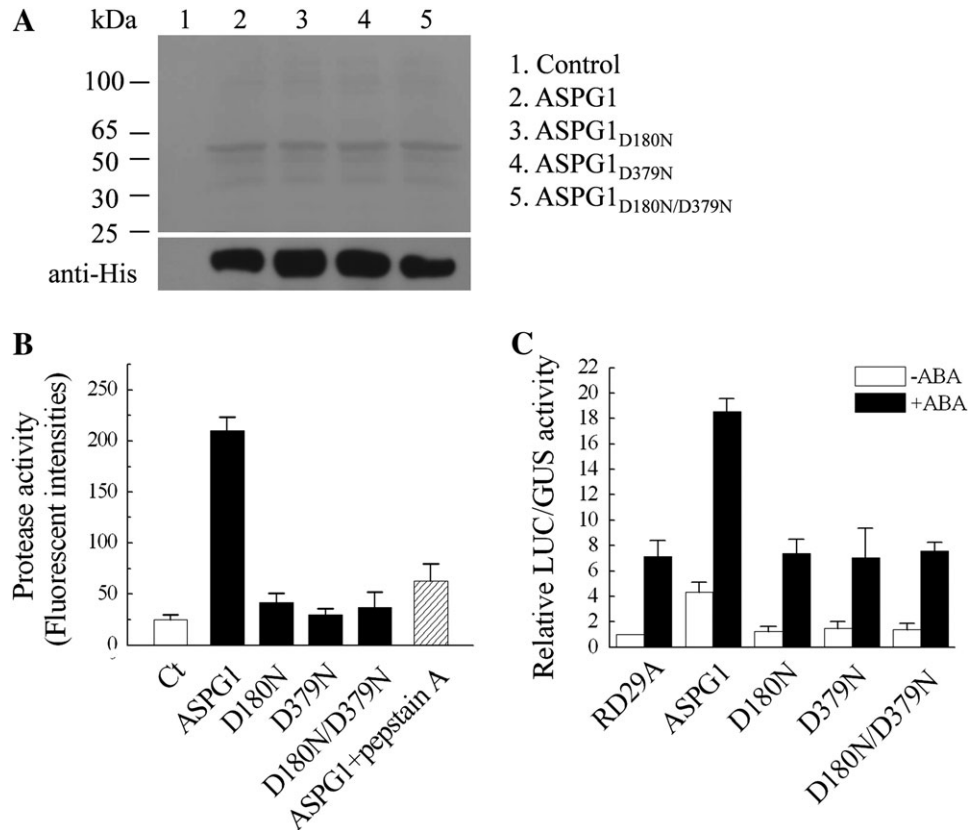 A kDa 1 2 3 4 5
100
65
50
30
25
anti-His
1. Control
2. ASPG1
3. ASPG1D180N
4. ASPG1D379N
5. ASPG1D180N/D379N
B
Protease activity
(Fluorescent intensities)
250
200
150
100
50
0
Ct
ASPG1
D180N
D379N
D180N/D379N
ASPG1+pepstain A
C
Relative LUC/GUS activity
22
20
18
16
14
12
10
8
6
4
2
0
-ABA
+ABA
RD29A
ASPG1
D180N
D379N
D180N/D379N